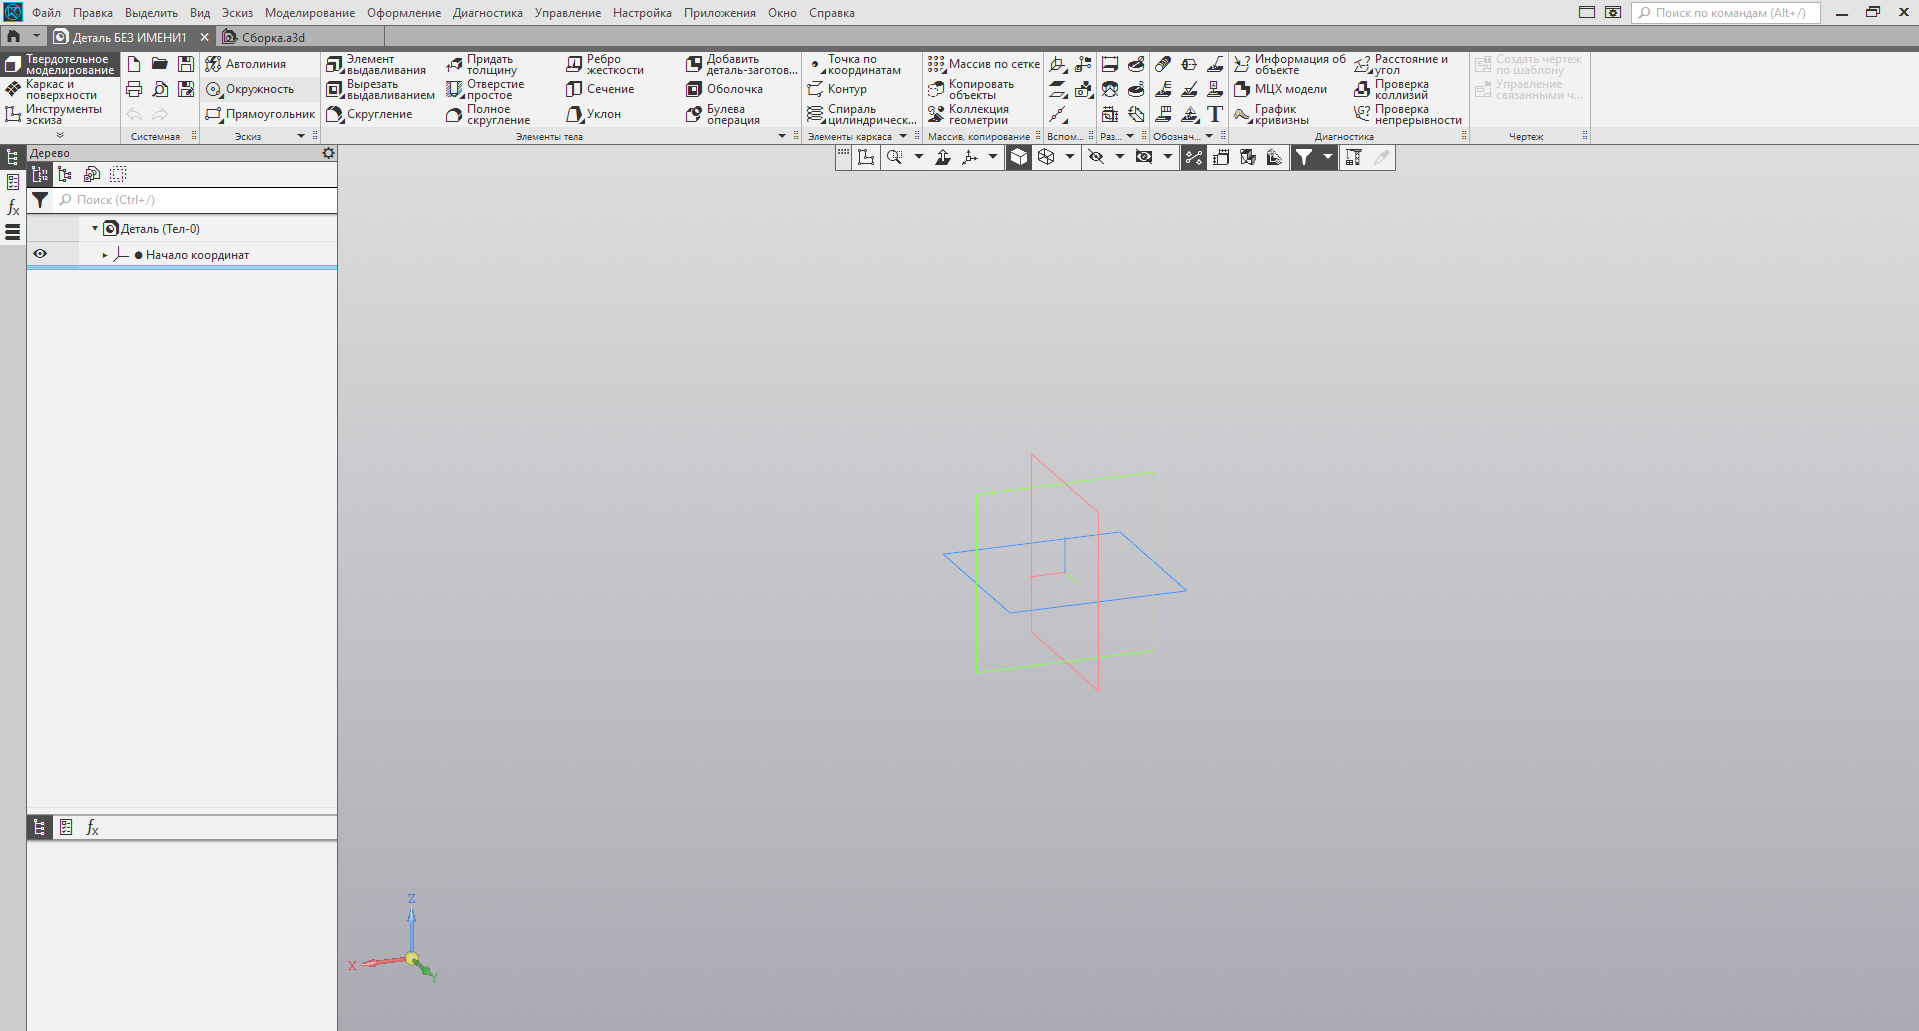 Файл Правка Выделить Вид Эскиз Моделирование Оформление Диагностика Управление Настройка Приложения Окно Справка
Поиск по командам (Alt+/)
Деталь БЕЗ ИМЕНИ1
Сборка.a3d
Твердотельное
моделирование
Каркас и
поверхности
Инструменты
эскиза
Системная
Автолиния
Окружность
Прямоугольник
Эскиз
Элемент
выдавливания
Вырезать
выдавливанием
Скругление
Придать
толщину
Отверстие
простое
Полное
скругление
Ребро
жесткости
Сечение
Уклон
Добавить
деталь-заготов...
Оболочка
Булева
операция
Элементы тела
Точка по
координатам
Контур
Спираль
цилиндрическ...
Элементы каркаса
Массив по сетке
Копировать
объекты
Коллекция
геометрии
Массив, копирование
Вспом...
Раз...
T
Обознач...
Информация об
объекте
МЦХ модели
График
кривизны
Расстояние и
угол
Проверка
коллизий
Проверка
непрерывности
Диагностика
Создать чертеж
по шаблону
Управление
связанными ч...
Чертеж
Дерево
fx
Поиск (Ctrl+/)
Деталь (Тел-0)
Начало координат
fx
Z
X
Y